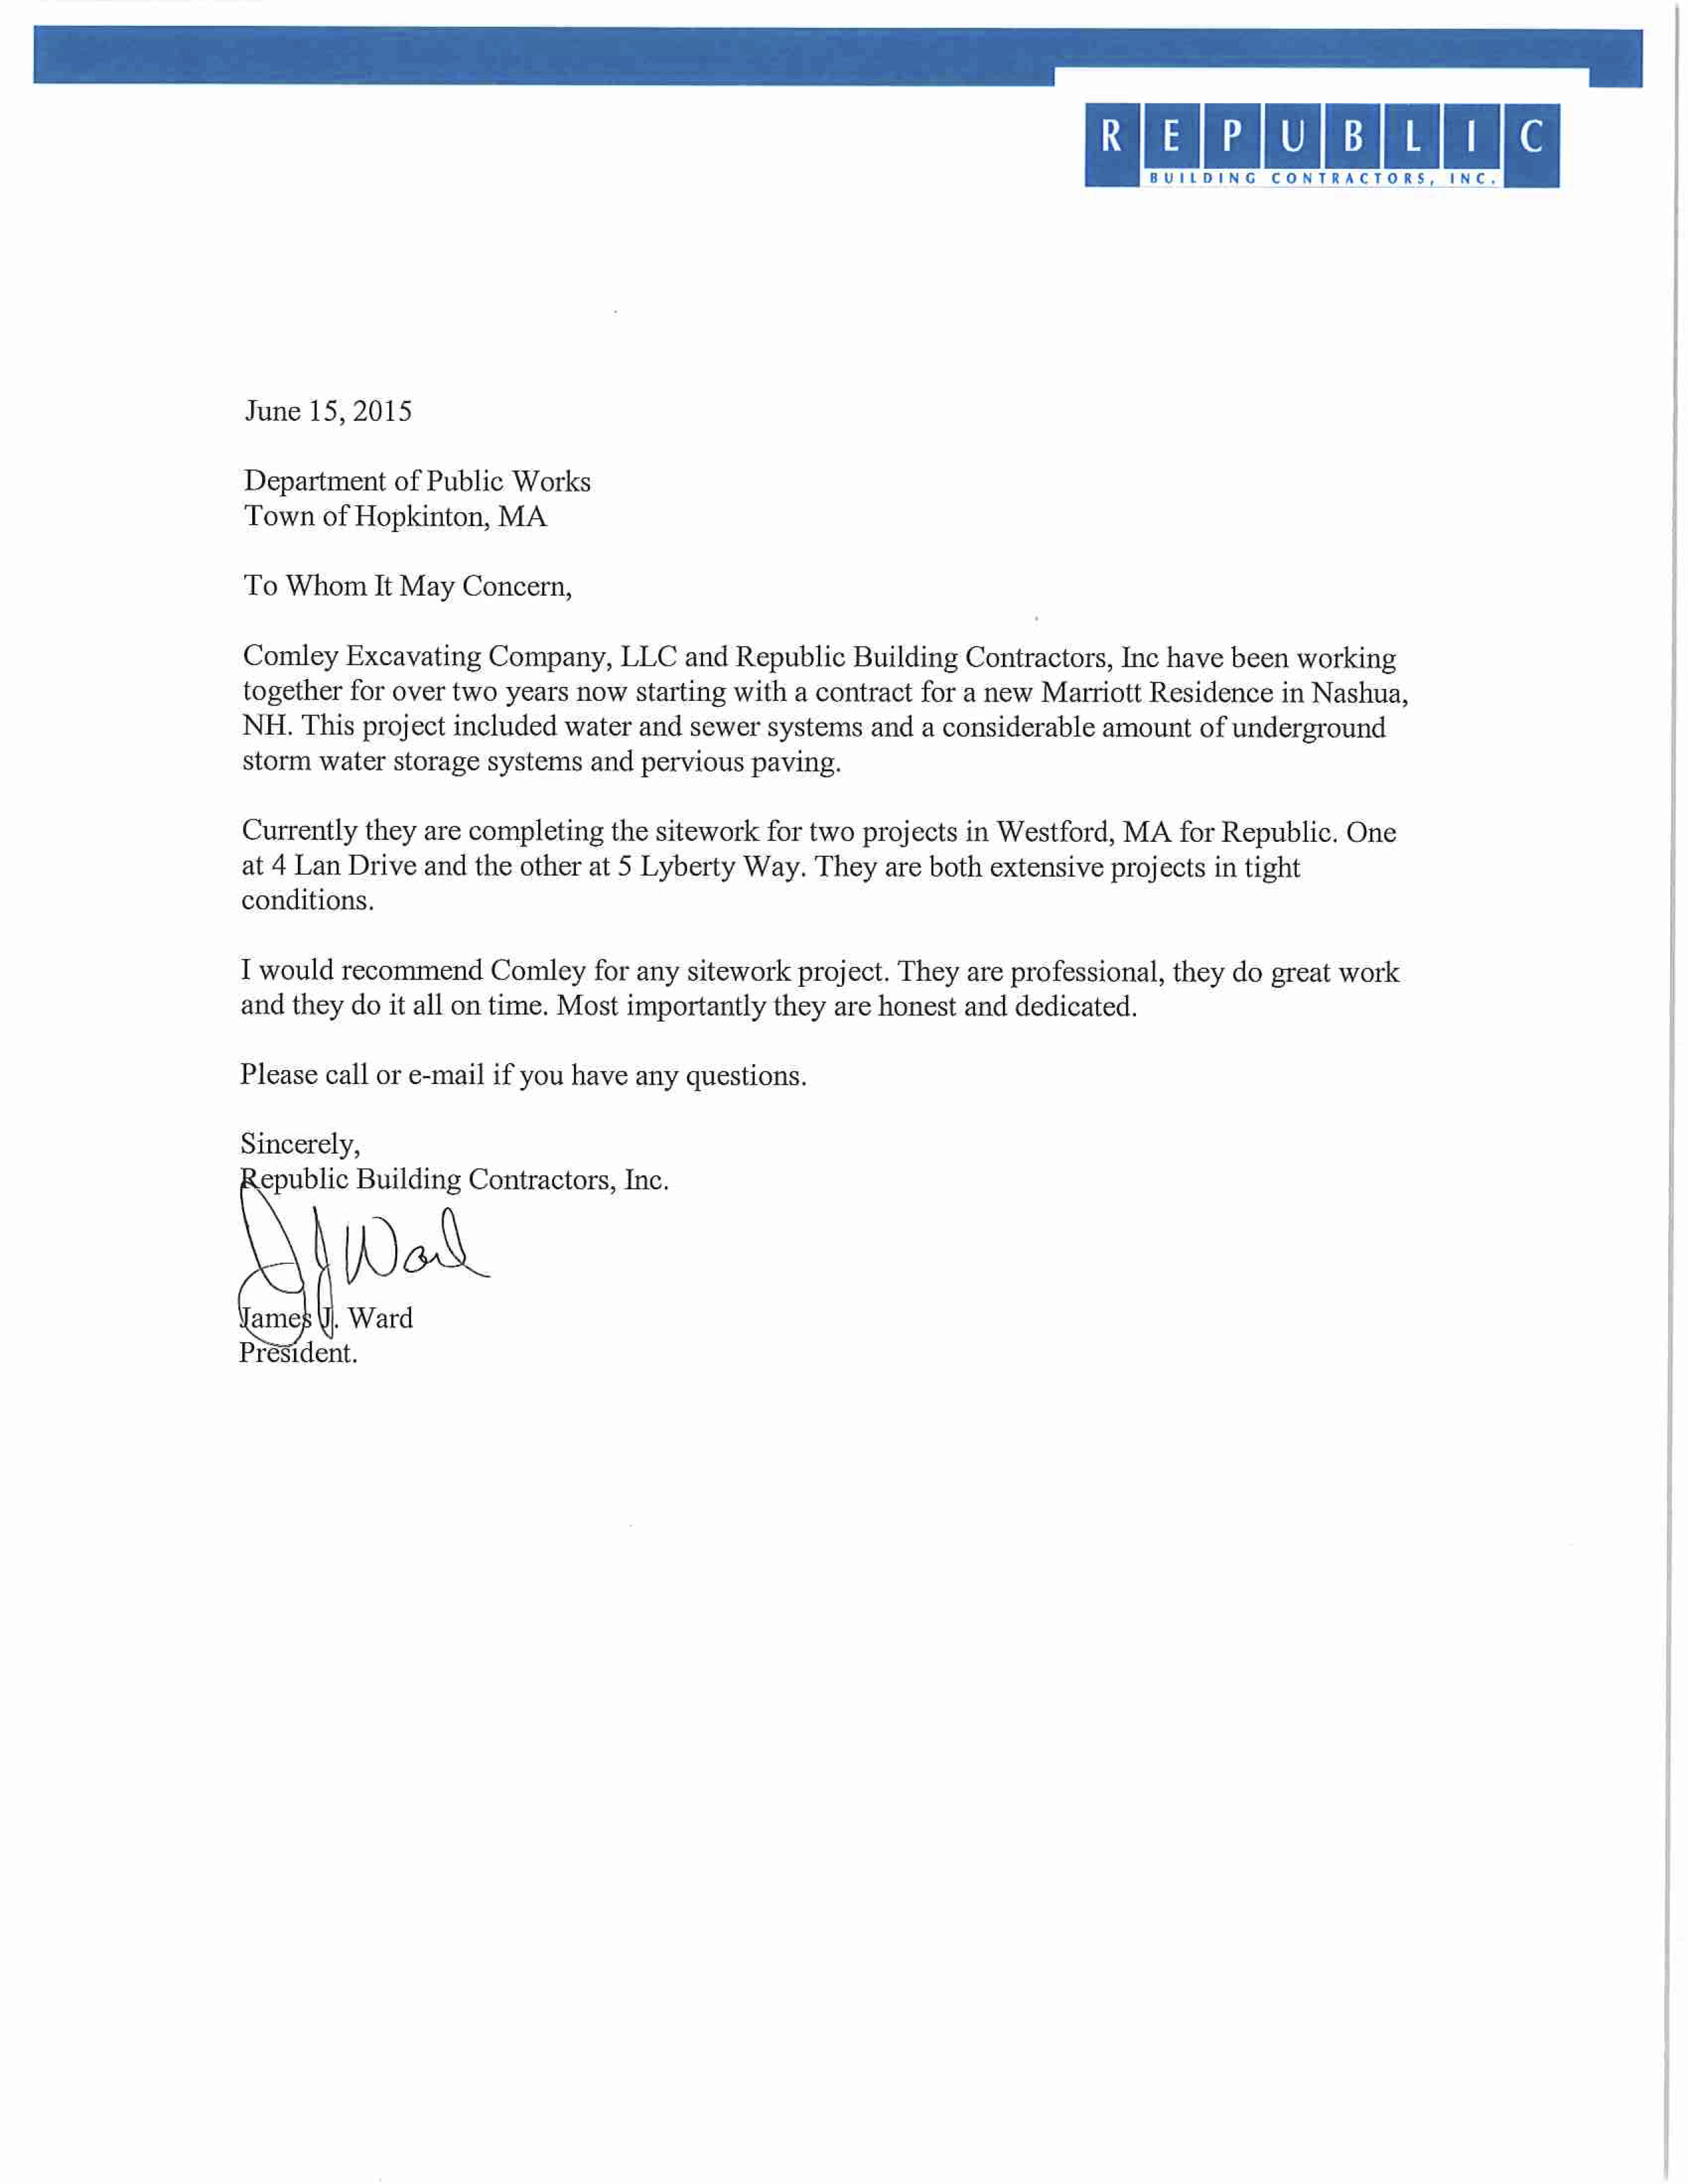 REPUBLIC
BUILDING CONTRACTORS, INC.
June 15, 2015
Department of Public Works
Town of Hopkinton, MA
To Whom It May Concern,
Comley Excavating Company, LLC and Republic Building Contractors, Inc have been working
together for over two years now starting with a contract for a new Marriott Residence in Nashua,
NH. This project included water and sewer systems and a considerable amount of underground
storm water storage systems and pervious paving.
Currently they are completing the sitework for two projects in Westford, MA for Republic. One
at 4 Lan Drive and the other at 5 Lyberty Way. They are both extensive projects in tight
conditions.
I would recommend Comley for any sitework project. They are professional, they do great work
and they do it all on time. Most importantly they are honest and dedicated.
Please call or e-mail if you have any questions.
Sincerely,
Republic Building Contractors, Inc.
JJ Ward
James J. Ward
President.